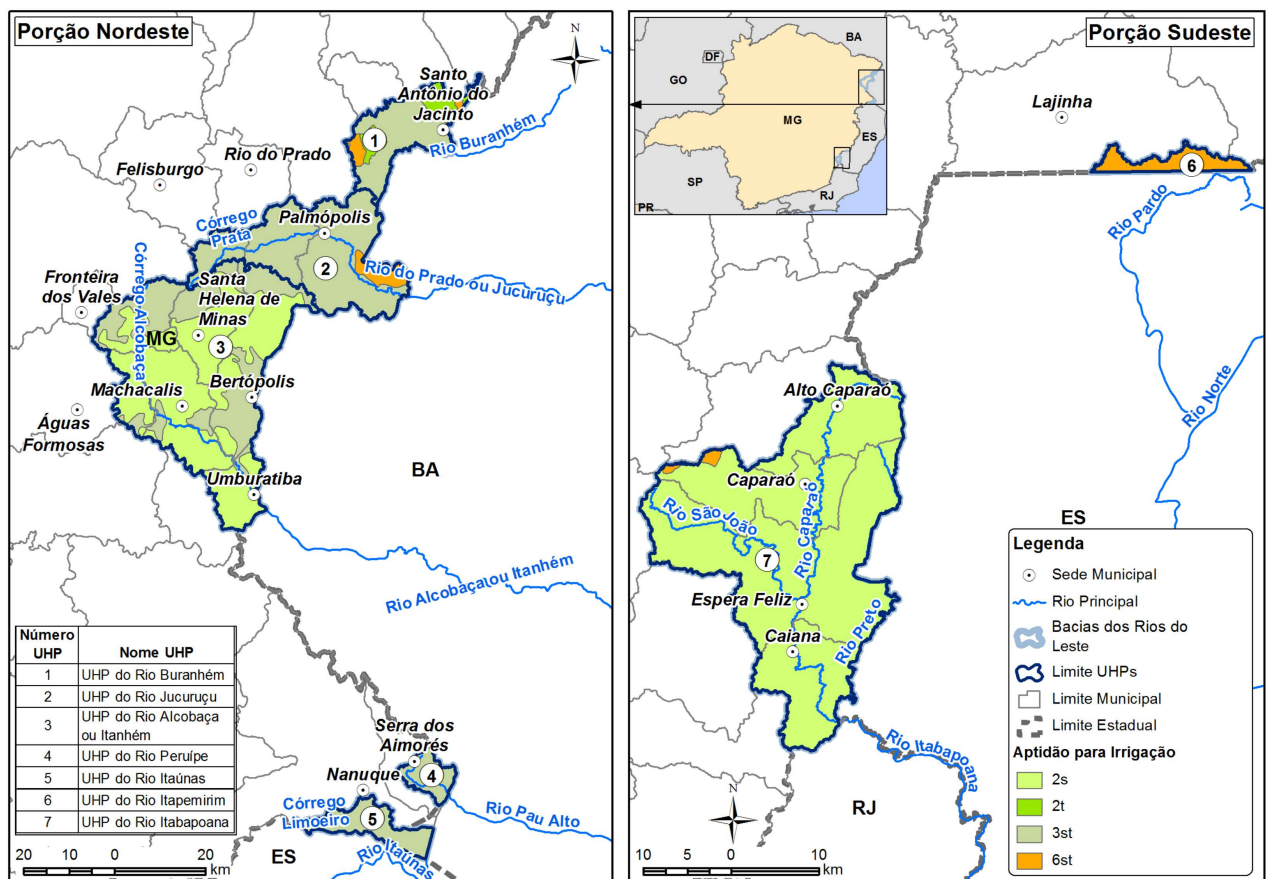 Porção Nordeste
N
Santo
Antônio do
Jacinto
Rio Buranhém
1
Rio do Prado
Felisburgo
Córrego
Prata
Palmópolis
2
Rio do Prado ou Jucuruçu
Fronteira
dos Vales
Córrego Alcobaça
Santa
Helena de
Minas
MG
3
Machacalis
Bertópolis
Águas
Formosas
Umburatiba
BA
Rio Alcobaça ou Itanhém
Número
UHP
Nome UHP
1 UHP do Rio Buranhém
2 UHP do Rio Jucuruçu
3 UHP do Rio Alcobaça
ou Itanhém
4 UHP do Rio Peruípe
5 UHP do Rio Itaúnas
6 UHP do Rio Itapemirim
7 UHP do Rio Itabapoana
Serra dos
Aimorés
Nanuque
4
Córrego
Limoeiro
5
Rio Pau Alto
Rio Itaúnas
ES
20 10 0 20
km
Porção Sudeste
BA
DF
GO
MG
ES
SP
RJ
PR
Lajinha
6
Rio Pardo
Rio Norte
Alto Caparaó
Caparaó
Rio São João
Rio Caparaó
7
Espera Feliz
Rio Preto
Caiana
Rio Itabapoana
ES
RJ
N
10 5 0 10
km
Legenda
Sede Municipal
Rio Principal
Bacias dos Rios do
Leste
Limite UHPs
Limite Municipal
Limite Estadual
Aptidão para Irrigação
2s
2t
3st
6st